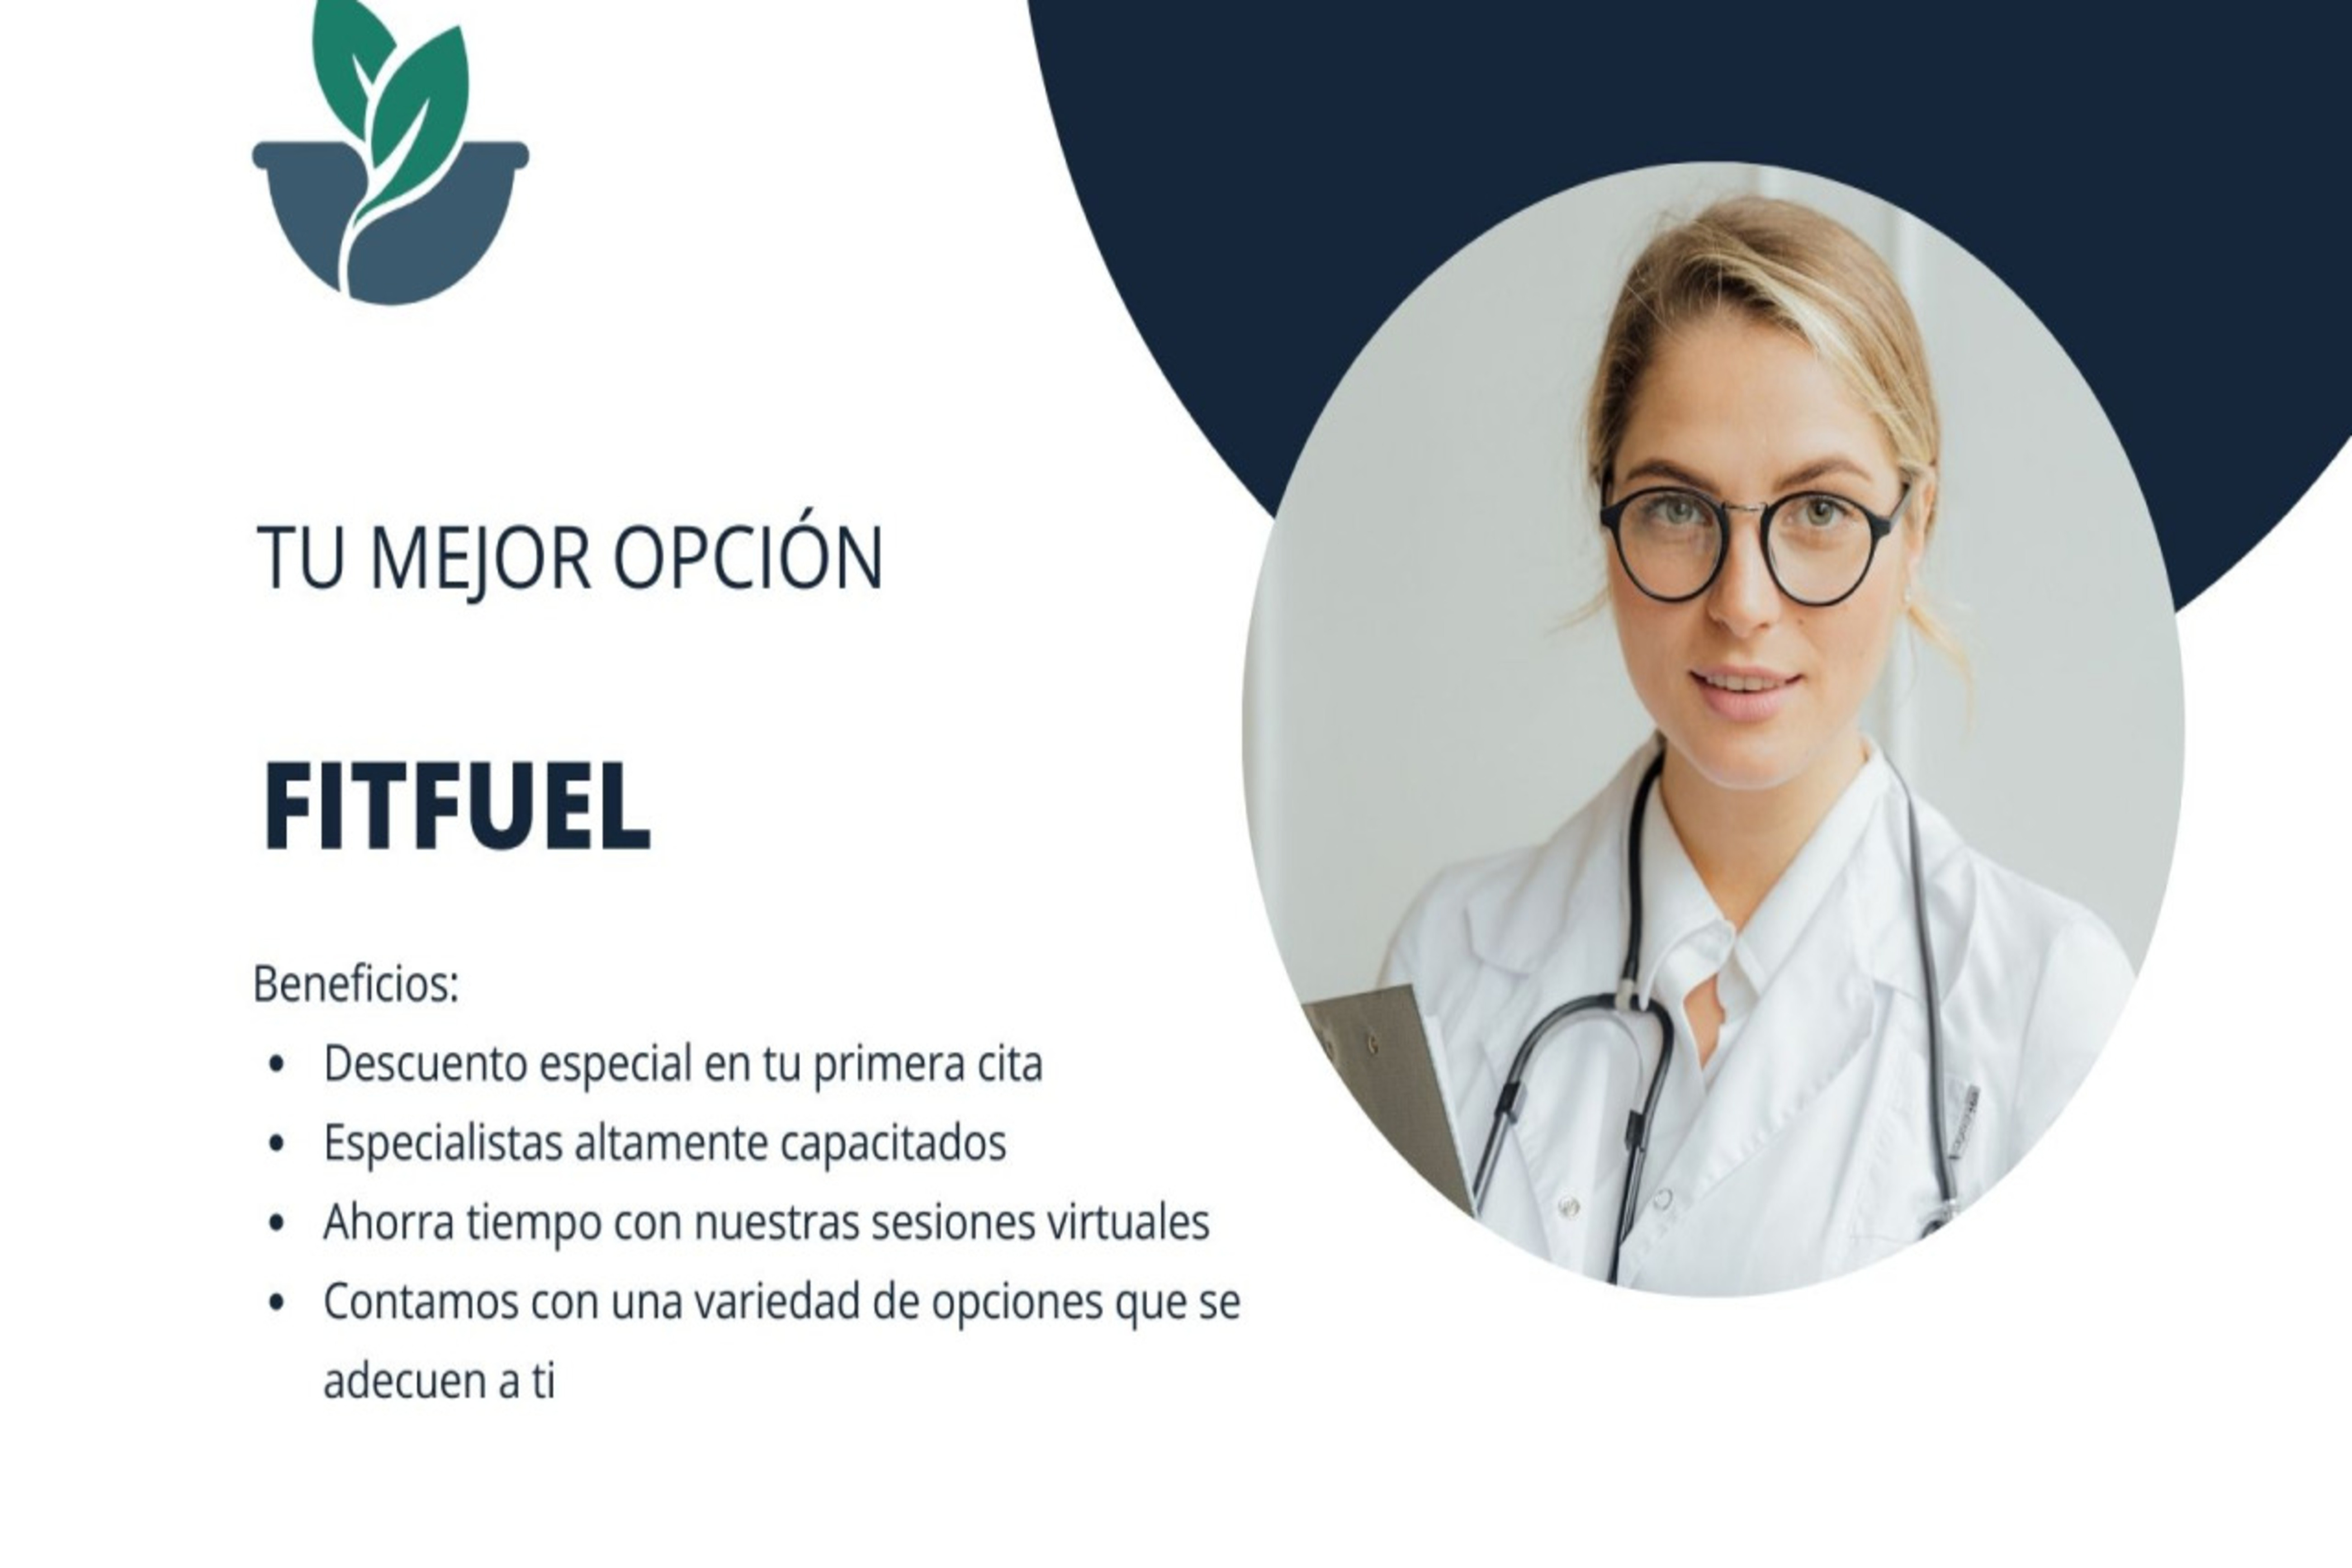 TU MEJOR OPCIÓN
FITFUEL
Beneficios:
• Descuento especial en tu primera cita
• Especialistas altamente capacitados
• Ahorra tiempo con nuestras sesiones virtuales
• Contamos con una variedad de opciones que se
adecuen a ti